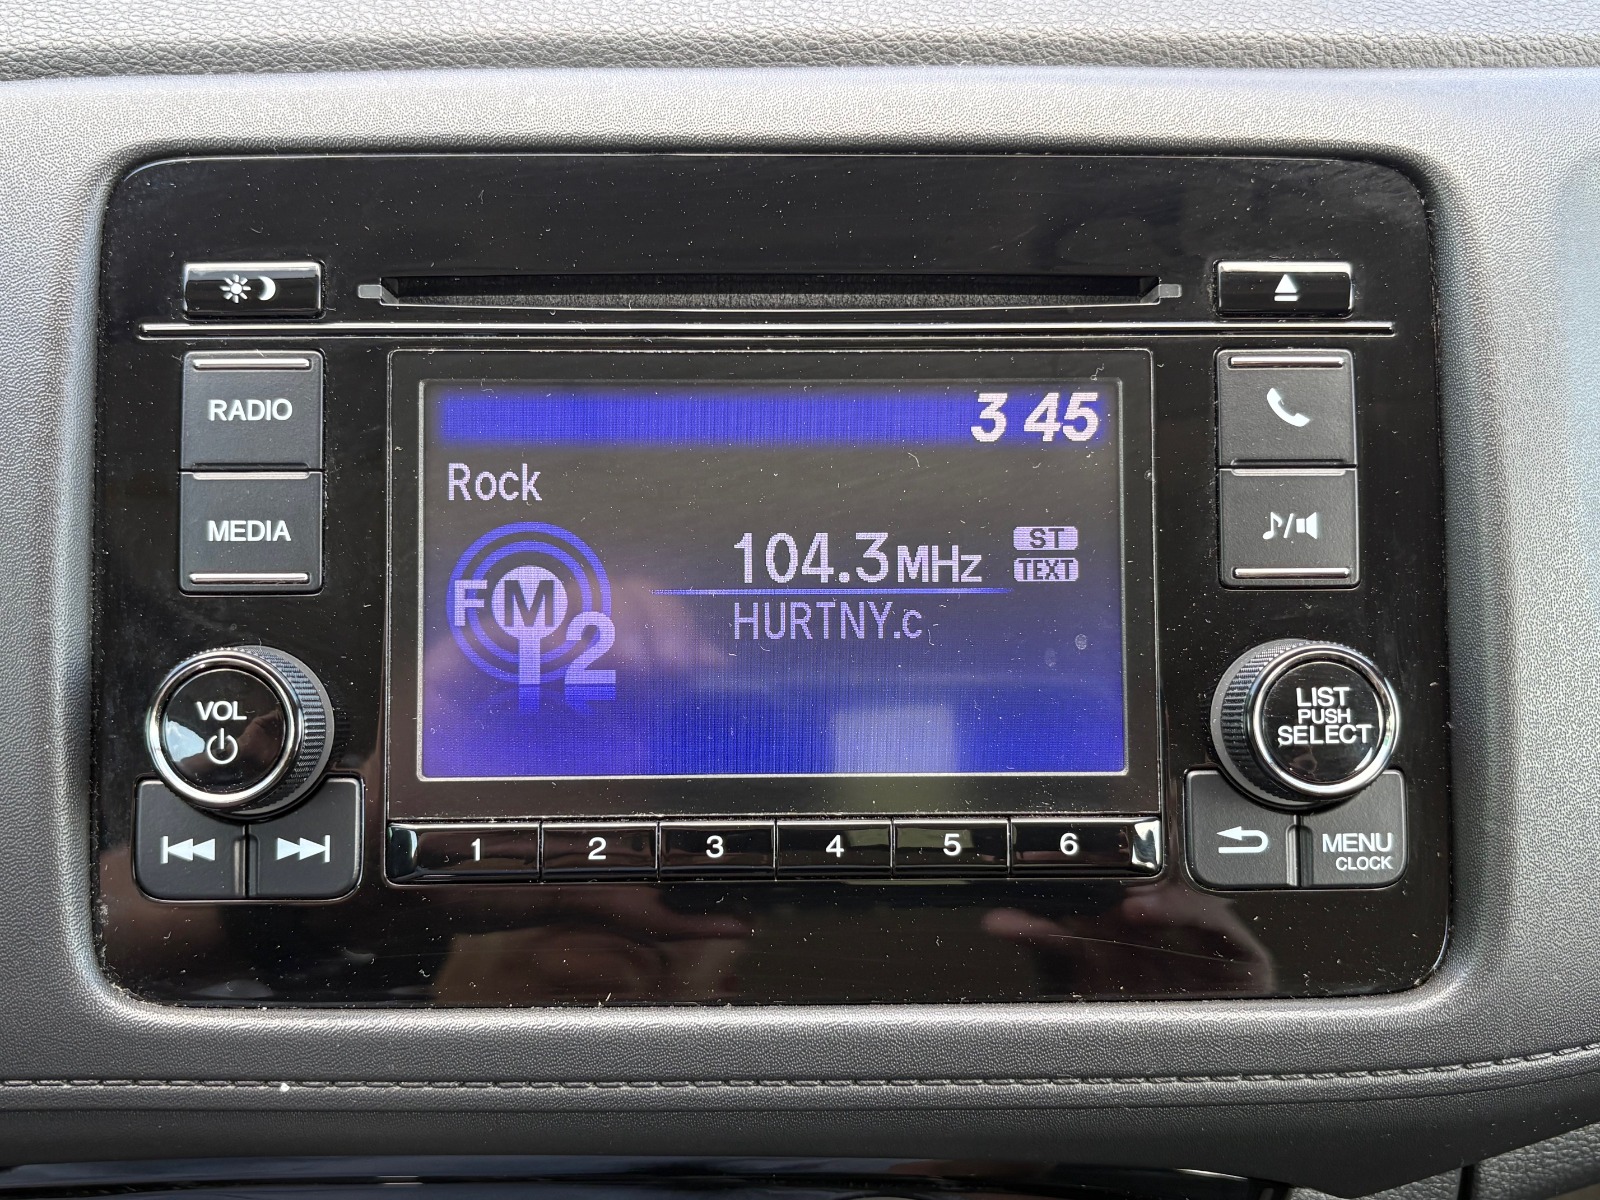 3 45
RADIO
Rock
MEDIA
104.3MHz
ST
TEXT
FM
2
HURTNY.c
VOL
LIST
PUSH
SELECT
1 2 3 4 5 6
MENU
CLOCK